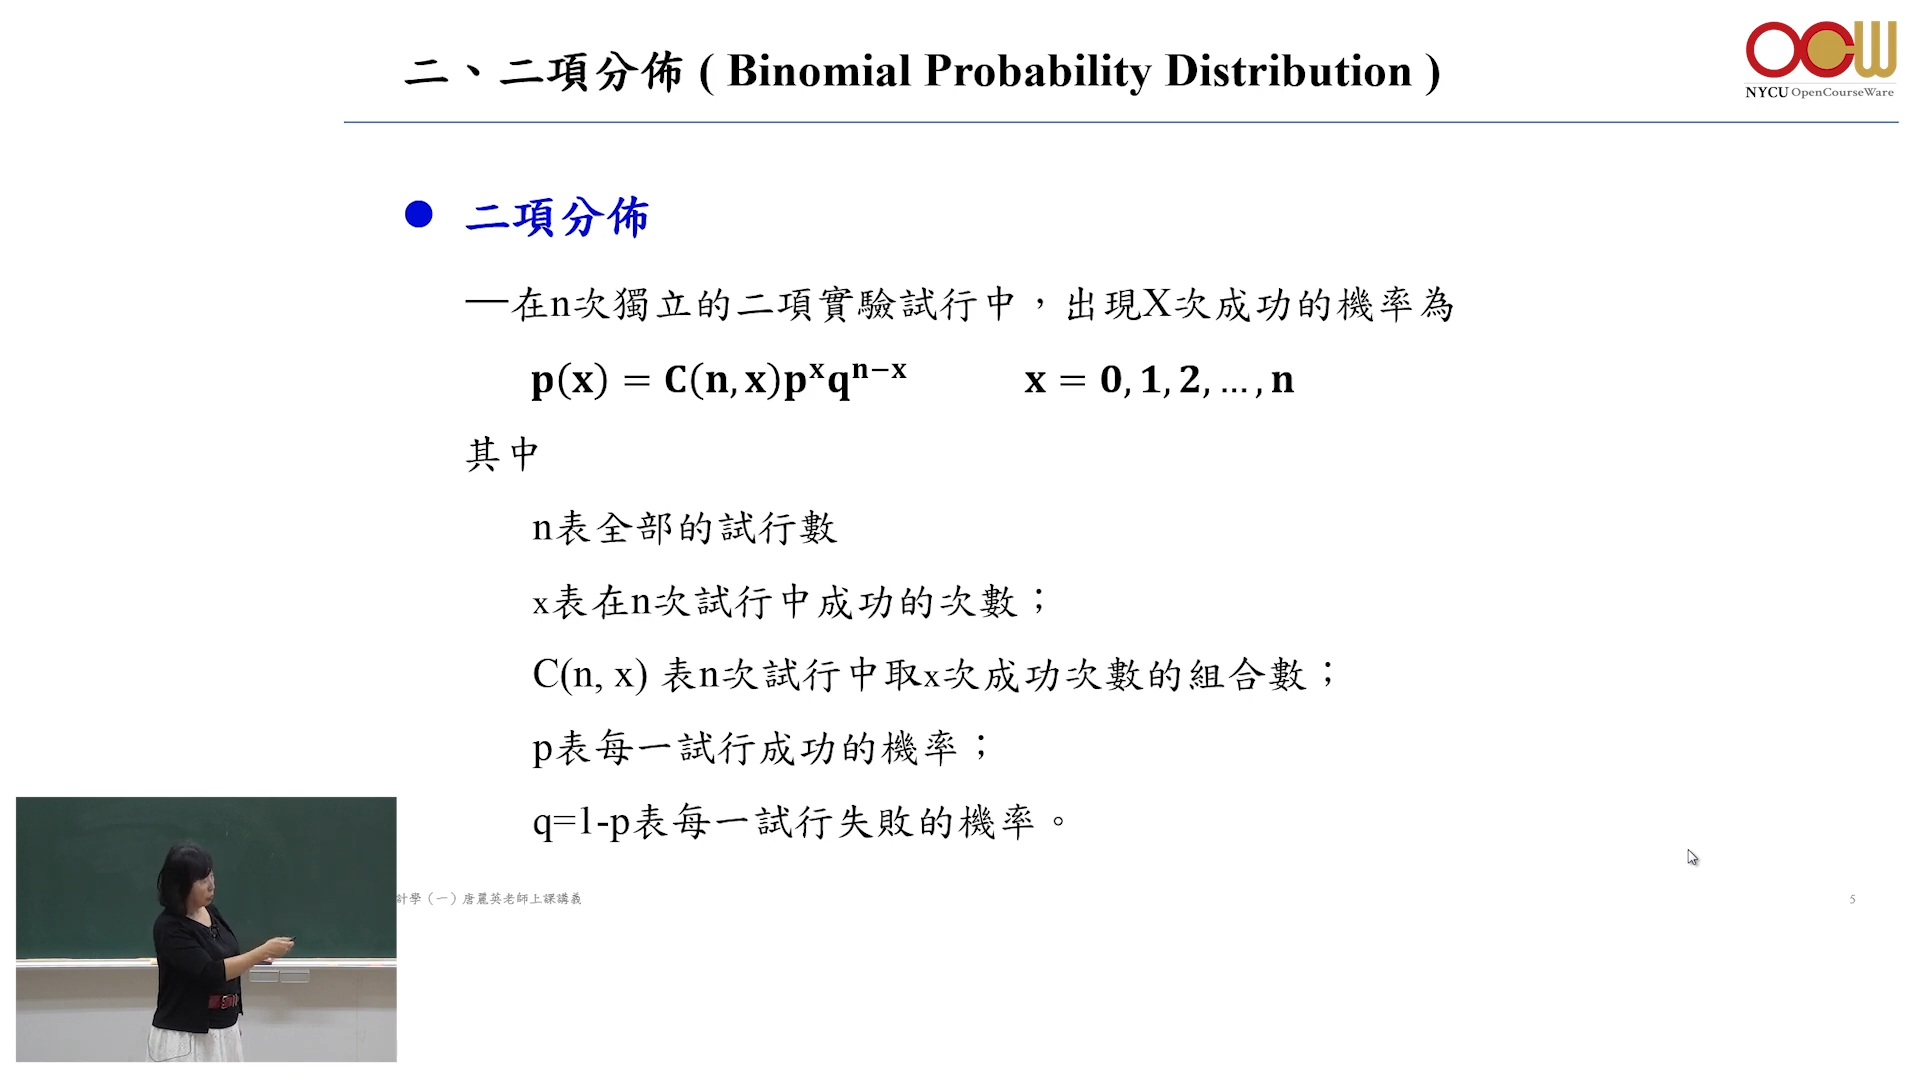 二、二項分佈 ( Binomial Probability Distribution )
OCW
NYCU OpenCourseWare
● 二項分佈
—在n次獨立的二項實驗試行中，出現X次成功的機率為
p(x) = C(n, x)pˣqⁿ⁻ˣ x = 0, 1, 2, … , n
其中
n表全部的試行數
x表在n次試行中成功的次數；
C(n, x) 表n次試行中取x次成功次數的組合數；
p表每一試行成功的機率；
q=1-p表每一試行失敗的機率。
計學（一）唐麗英老師上課講義
5